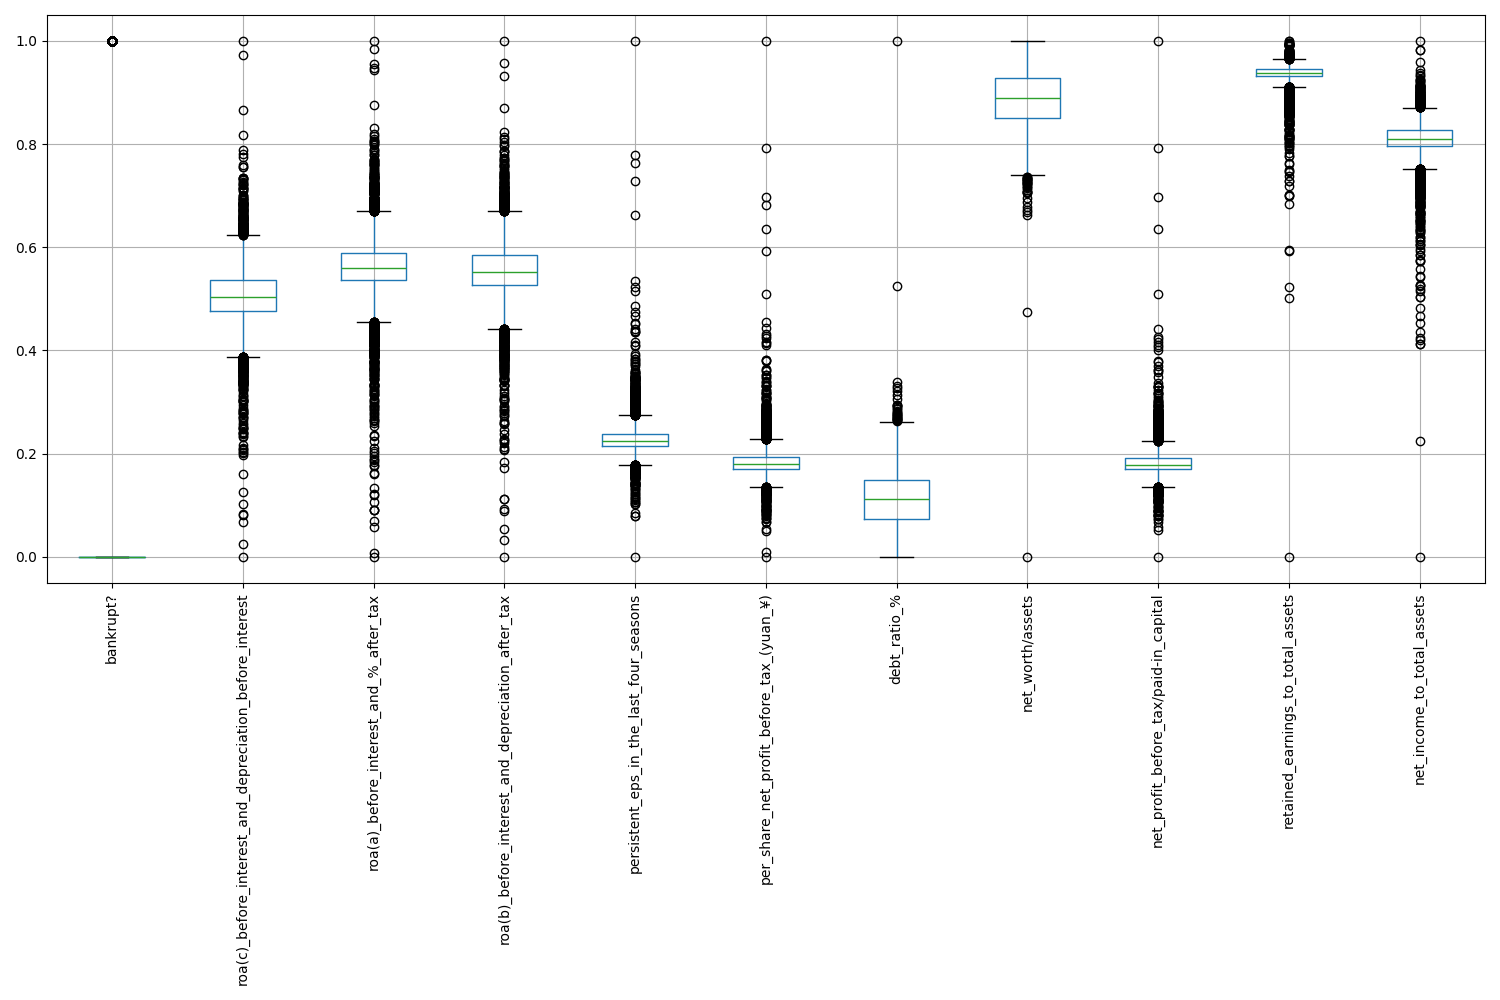 1.0
0.8
0.6
0.4
0.2
0.0
bankrupt?
roa(c)_before_interest_and_depreciation_before_interest
roa(a)_before_interest_and_%_after_tax
roa(b)_before_interest_and_depreciation_after_tax
persistent_eps_in_the_last_four_seasons
per_share_net_profit_before_tax_(yuan_¥)
debt_ratio_%
net_worth/assets
net_profit_before_tax/paid-in_capital
retained_earnings_to_total_assets
net_income_to_total_assets